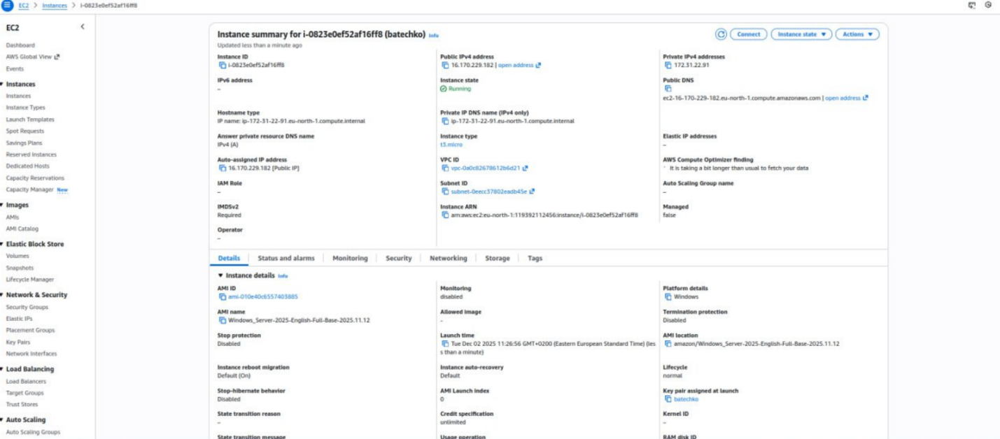 EC2 > Instances > i-0823e0ef52af16ff8
EC2
Dashboard
AWS Global View
Events
Instances
Instances
Instance Types
Launch Templates
Spot Requests
Savings Plans
Reserved Instances
Dedicated Hosts
Capacity Reservations
Capacity Manager New
Images
AMIs
AMI Catalog
Elastic Block Store
Volumes
Snapshots
Lifecycle Manager
Network & Security
Security Groups
Elastic IPs
Placement Groups
Key Pairs
Network Interfaces
Load Balancing
Load Balancers
Target Groups
Trust Stores
Auto Scaling
Auto Scaling Groups
Instance summary for i-0823e0ef52af16ff8 (batechko) Info
Connect
Instance state
Actions
Updated less than a minute ago
Instance ID
i-0823e0ef52af16ff8
Public IPv4 address
16.170.229.182 | open address
Private IPv4 addresses
172.31.22.91
IPv6 address
–
Instance state
Running
Public DNS
ec2-16-170-229-182.eu-north-1.compute.amazonaws.com | open address
Hostname type
IP name: ip-172-31-22-91.eu-north-1.compute.internal
Private IP DNS name (IPv4 only)
ip-172-31-22-91.eu-north-1.compute.internal
Answer private resource DNS name
IPv4 (A)
Instance type
t3.micro
Elastic IP addresses
–
Auto-assigned IP address
16.170.229.182 [Public IP]
VPC ID
vpc-0a0c82678612b6d21
AWS Compute Optimizer finding
It is taking a bit longer than usual to fetch your data
IAM Role
–
Subnet ID
subnet-0eecc37802eadb45e
Auto Scaling Group name
–
IMDSv2
Required
Instance ARN
arn:aws:ec2:eu-north-1:119392112456:instance/i-0823e0ef52af16ff8
Managed
false
Operator
–
Details
Status and alarms
Monitoring
Security
Networking
Storage
Tags
Instance details Info
AMI ID
ami-010e40c6557403885
Monitoring
disabled
Platform details
Windows
AMI name
Windows_Server-2025-English-Full-Base-2025.11.12
Allowed image
-
Termination protection
Disabled
Stop protection
Disabled
Launch time
Tue Dec 02 2025 11:26:56 GMT+0200 (Eastern European Standard Time) (les
s than a minute)
AMI location
amazon/Windows_Server-2025-English-Full-Base-2025.11.12
Instance reboot migration
Default (On)
Instance auto-recovery
Default
Lifecycle
normal
Stop-hibernate behavior
Disabled
AMI Launch index
0
Key pair assigned at launch
batechko
State transition reason
–
Credit specification
unlimited
Kernel ID
–
State transition message
Usage operation
RAM disk ID